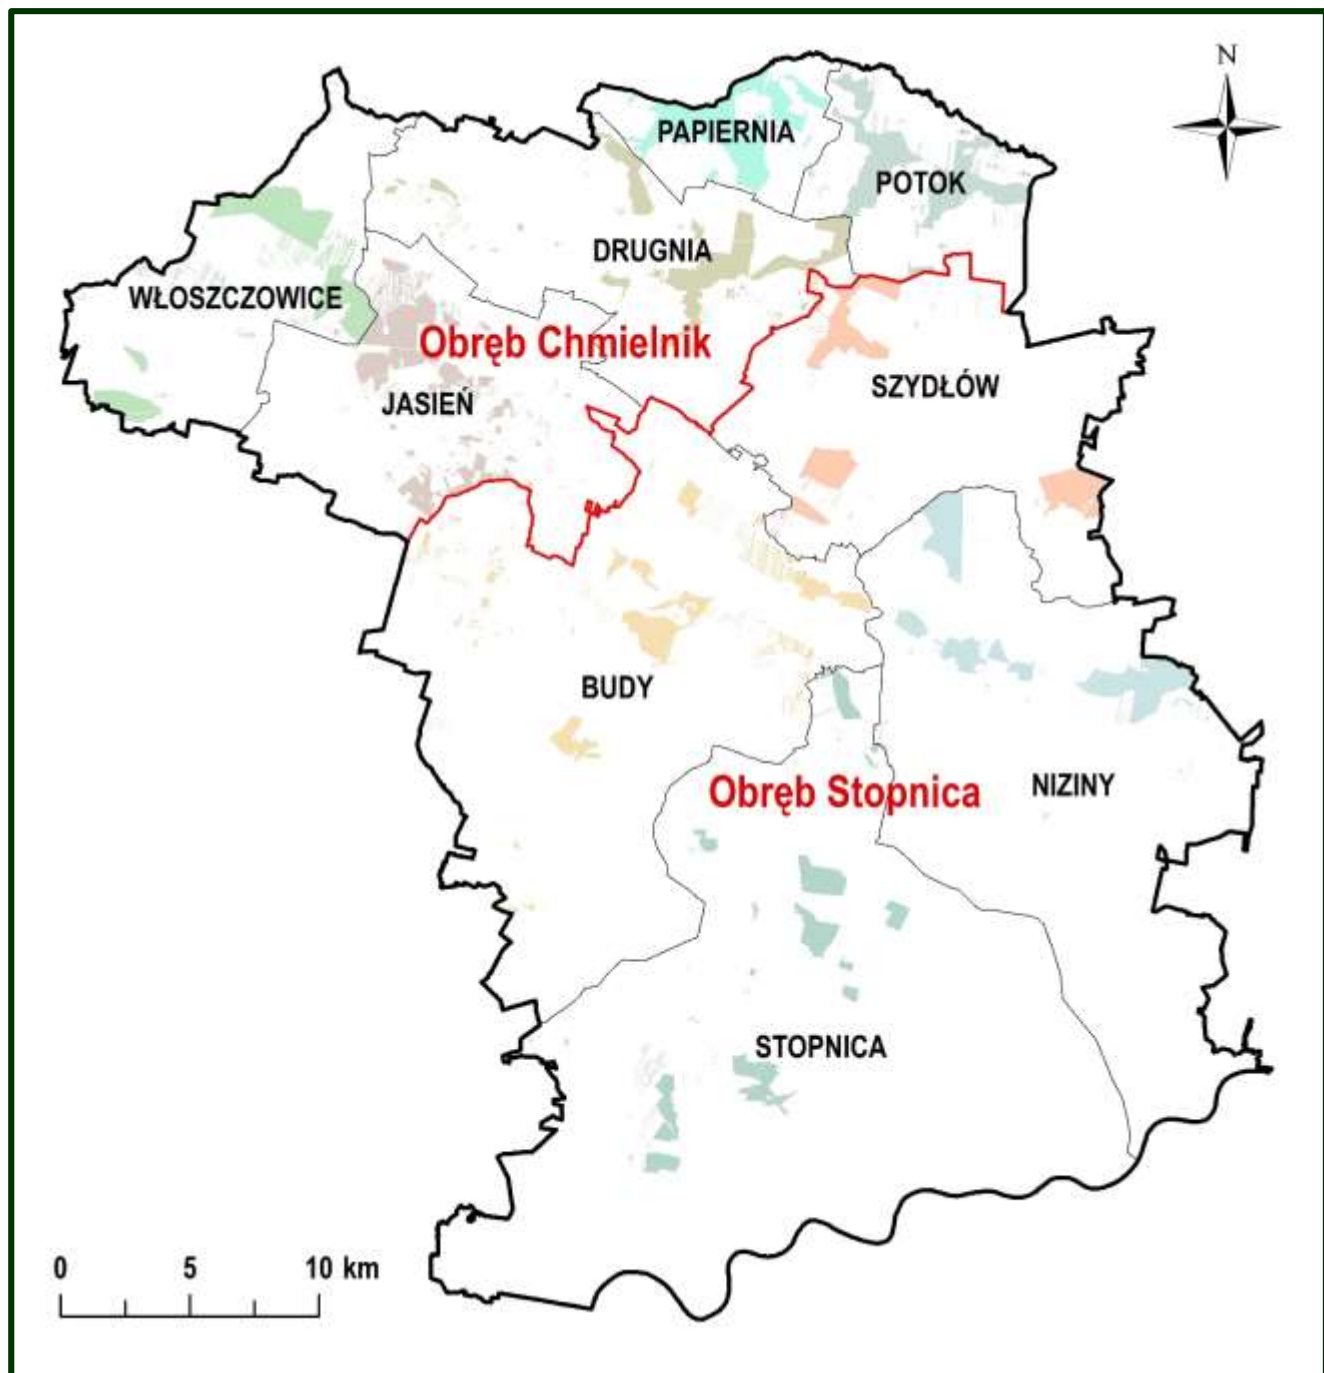 N
PAPIERNIA
POTOK
DRUGNIA
WŁOSZCZOWICE
Obręb Chmielnik
SZYDŁÓW
JASIEŃ
BUDY
Obręb Stopnica
NIZINY
STOPNICA
0 5 10 km